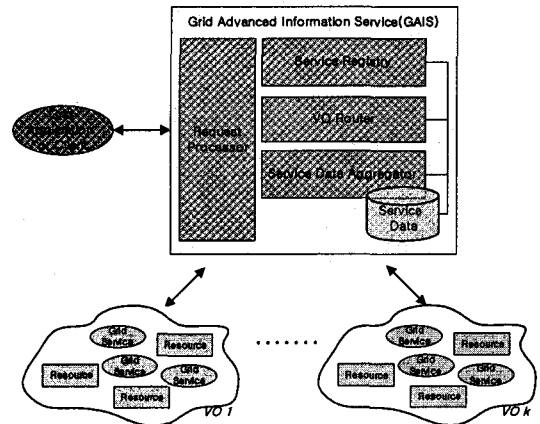 Grid Advanced Information Service(GAIS)
Service Registry
VO Router
Request
Processor
Service Data Aggregator
Service
Data
Grid
Grid
Service
Resource
Grid
Service
Resource
Grid
Service
Resource
VO 1
Grid
Service
Resource
Grid
Service
Resource
Grid
Service
Resource
VO k